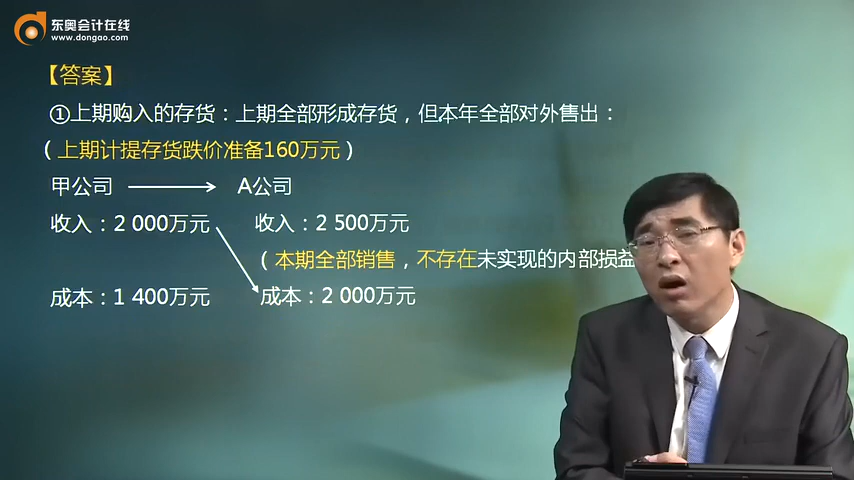 东奥会计在线
www.dongao.com
【答案】
①上期购入的存货：上期全部形成存货，但本年全部对外售出：
（上期计提存货跌价准备160万元）
甲公司 A公司
收入：2 000万元 收入：2 500万元
（本期全部销售，不存在未实现的内部损益
成本：1 400万元 成本：2 000万元